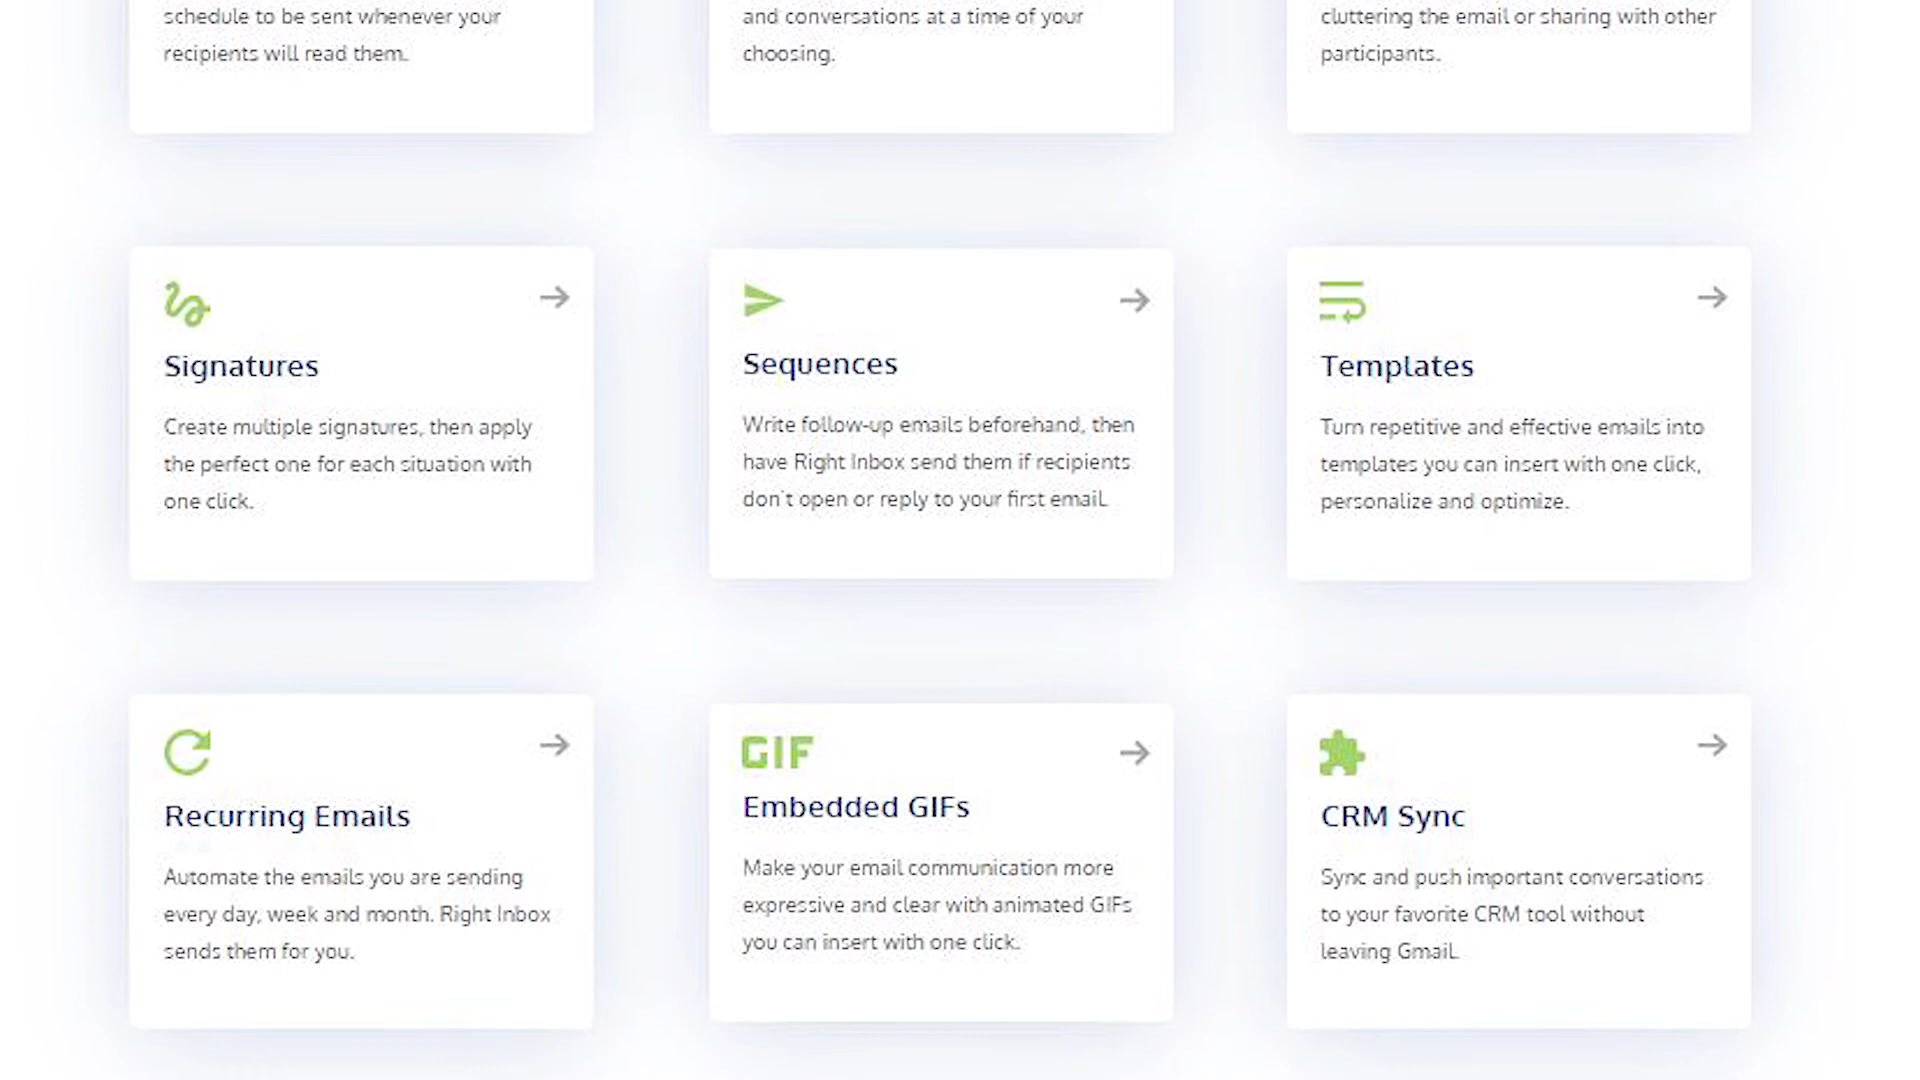 schedule to be sent whenever your
recipients will read them.
and conversations at a time of your
choosing.
cluttering the email or sharing with other
participants.
Signatures
Create multiple signatures, then apply
the perfect one for each situation with
one click.
Sequences
Write follow-up emails beforehand, then
have Right Inbox send them if recipients
don't open or reply to your first email.
Templates
Turn repetitive and effective emails into
templates you can insert with one click,
personalize and optimize.
Recurring Emails
Automate the emails you are sending
every day, week and month. Right Inbox
sends them for you.
GIF
Embedded GIFs
Make your email communication more
expressive and clear with animated GIFs
you can insert with one click.
CRM Sync
Sync and push important conversations
to your favorite CRM tool without
leaving Gmail.